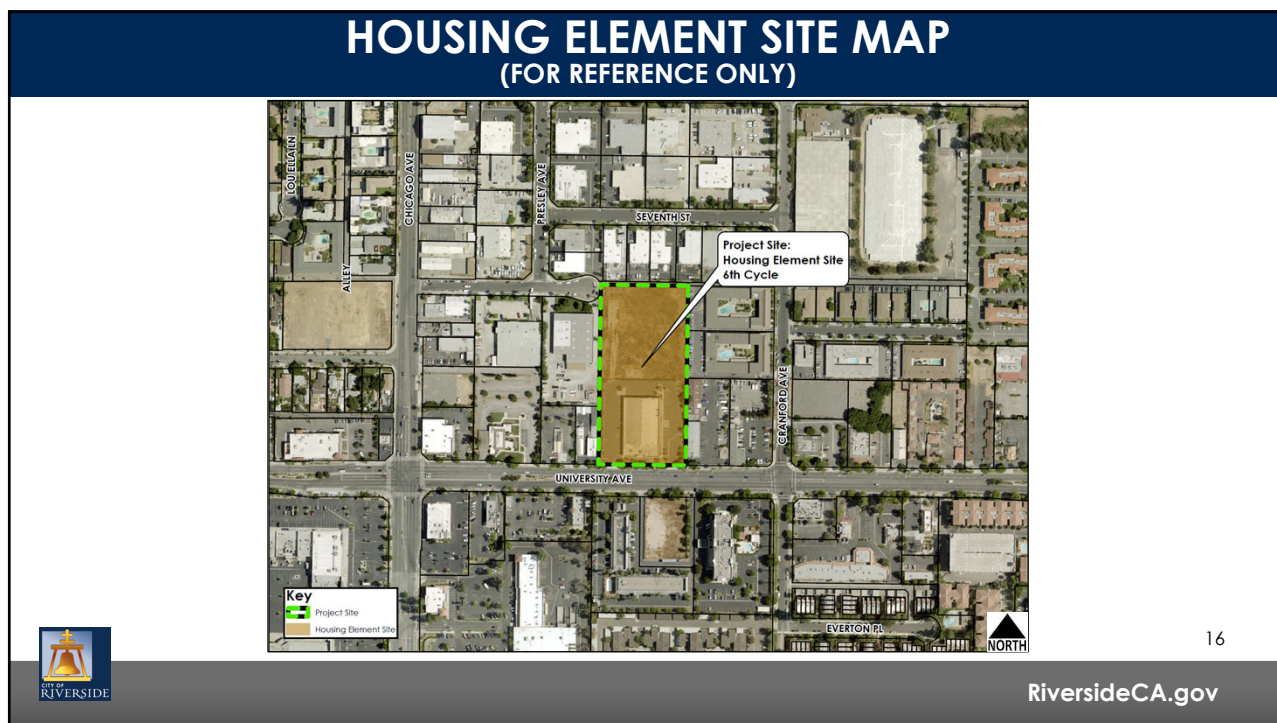 HOUSING ELEMENT SITE MAP
(FOR REFERENCE ONLY)
LOU ELLA LN
ALLEY
CHICAGO AVE
PRESLEY AVE
SEVENTH ST
Project Site:
Housing Element Site
6th Cycle
CRANFORD AVE
UNIVERSITY AVE
EVERTON PL
Key
Project Site
Housing Element Site
NORTH
16
CITY OF
RIVERSIDE
RiversideCA.gov